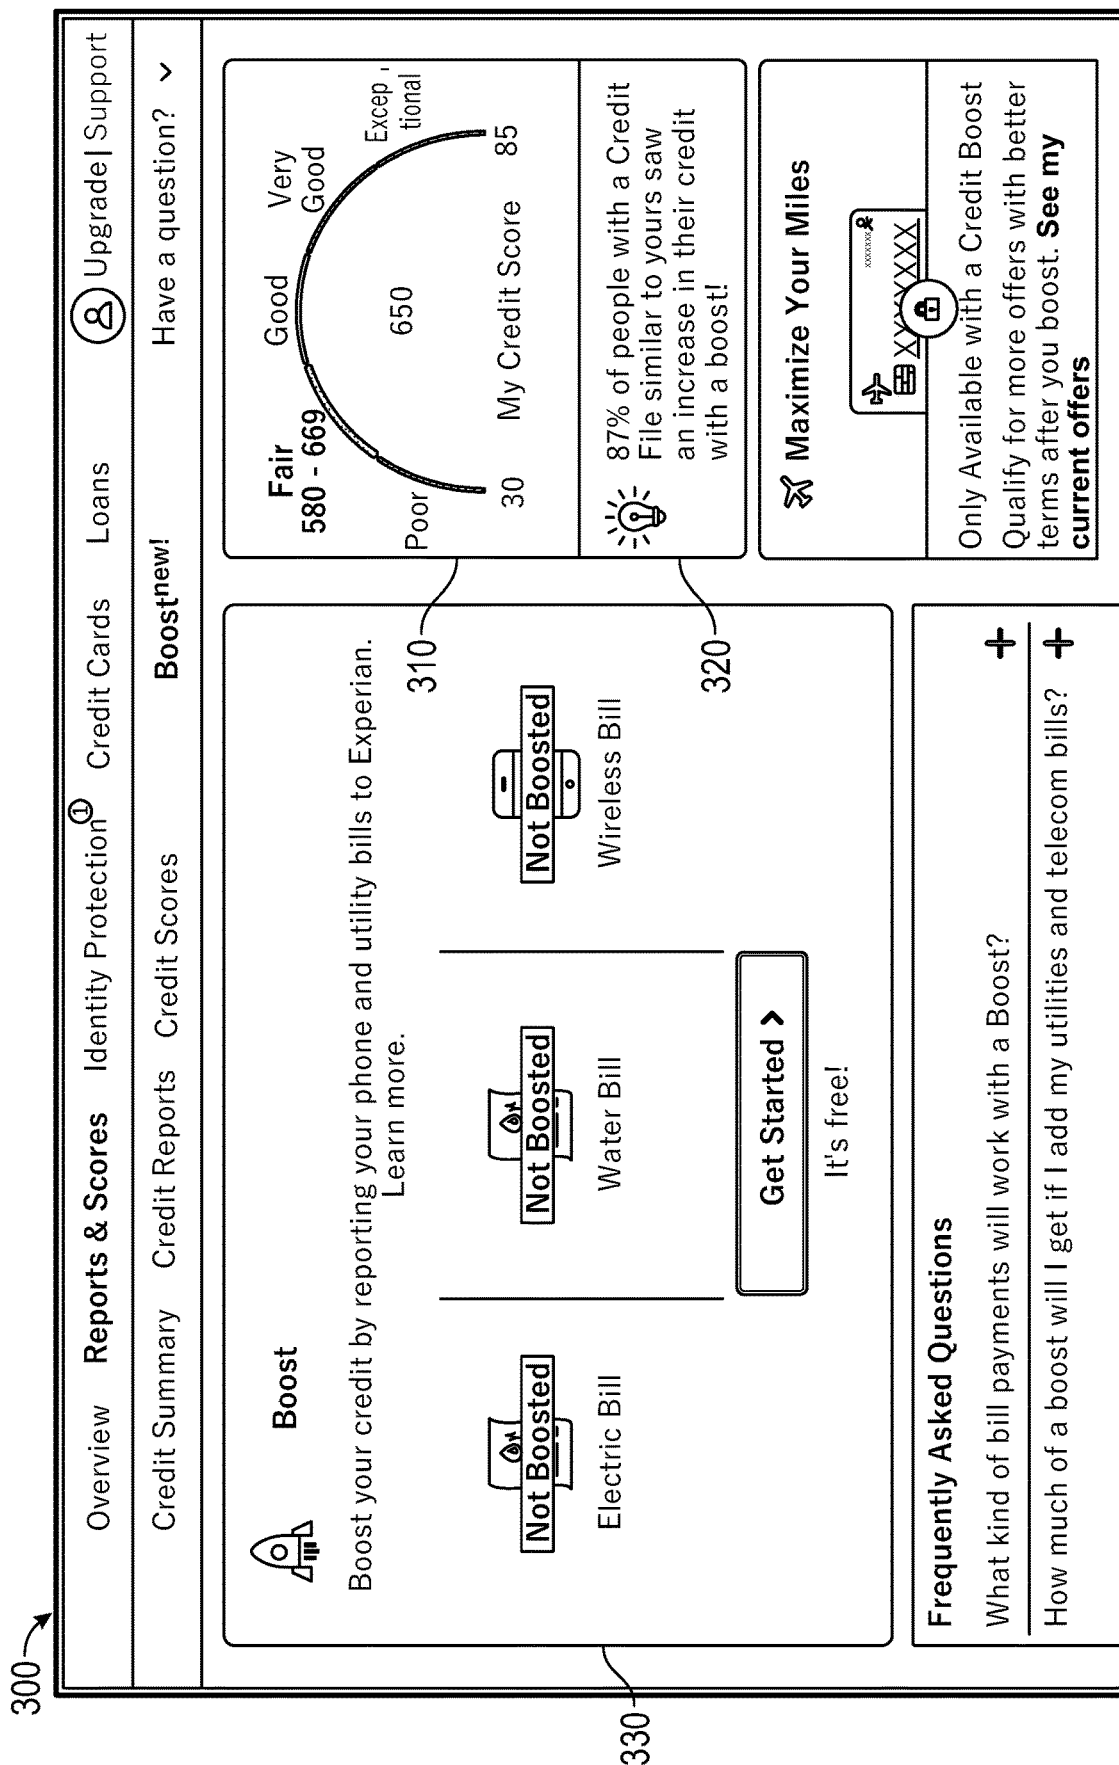 300
Overview Reports & Scores Identity Protection 1 Credit Cards Loans Upgrade | Support
Credit Summary Credit Reports Credit Scores Boost new! Have a question?
Boost
Boost your credit by reporting your phone and utility bills to Experian.
Learn more.
Not Boosted Not Boosted Not Boosted
Electric Bill Water Bill Wireless Bill
Get Started >
It's free!
330
310
Fair
580 - 669
Poor
Good
Very
Good
Excep
tional
650
30 My Credit Score 85
320
87% of people with a Credit
File similar to yours saw
an increase in their credit
with a boost!
Maximize Your Miles
xxxxxxx
XXXXXXX
Only Available with a Credit Boost
Qualify for more offers with better
terms after you boost. See my
current offers
Frequently Asked Questions
What kind of bill payments will work with a Boost? +
How much of a boost will I get if I add my utilities and telecom bills? +